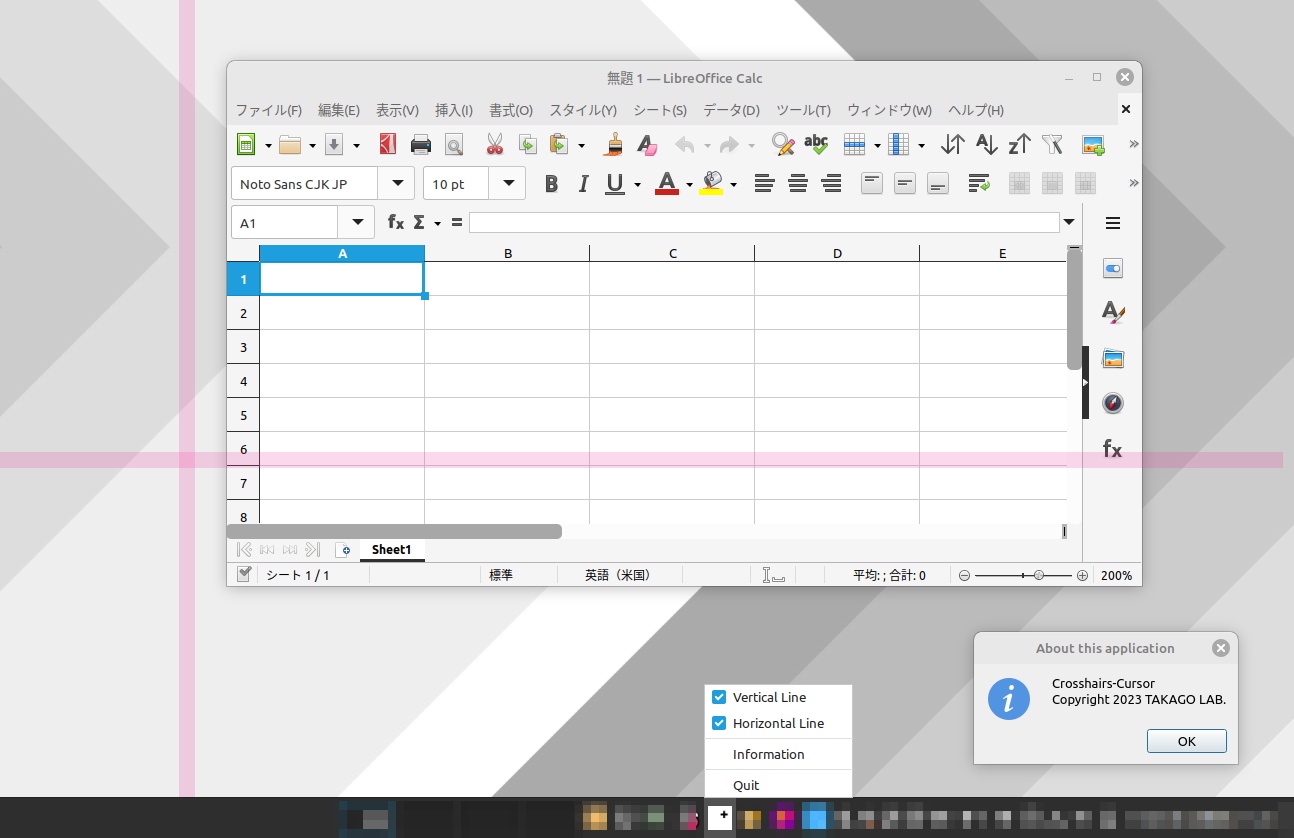 無題 1 — LibreOffice Calc
ファイル(F) 編集(E) 表示(V) 挿入(I) 書式(O) スタイル(Y) シート(S) データ(D) ツール(T) ウィンドウ(W) ヘルプ(H)
Noto Sans CJK JP 10 pt B I U A
A1 fx Σ =
A B C D E
1
2
3
4
5
6
fx
7
8
Sheet1
シート 1 / 1 標準 英語（米国） 平均: ; 合計: 0 200%
About this application
Crosshairs-Cursor
Copyright 2023 TAKAGO LAB.
OK
Vertical Line
Horizontal Line
Information
Quit